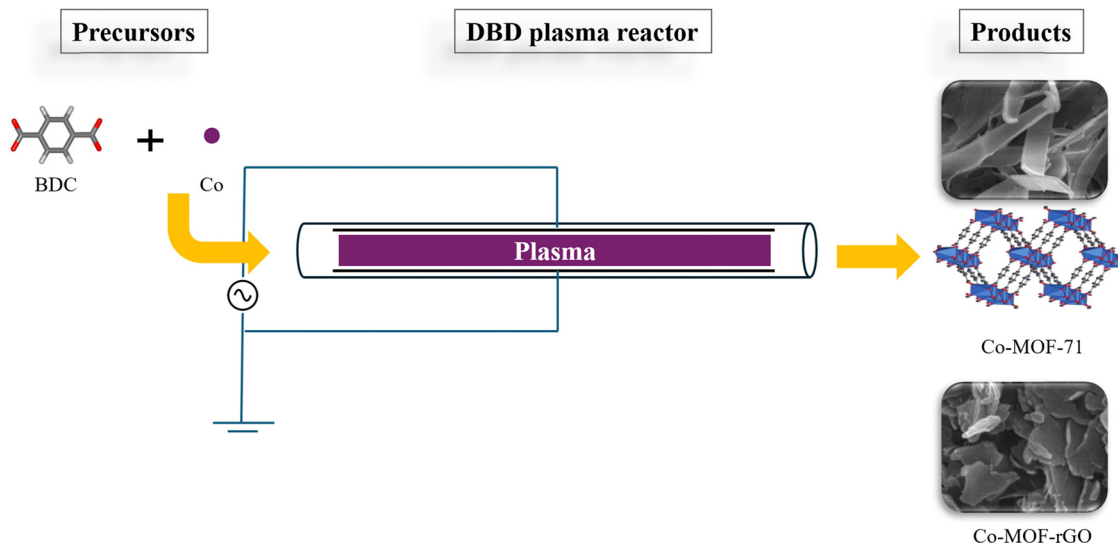 Precursors
DBD plasma reactor
Products
BDC
+
Co
Plasma
Co-MOF-71
Co-MOF-rGO